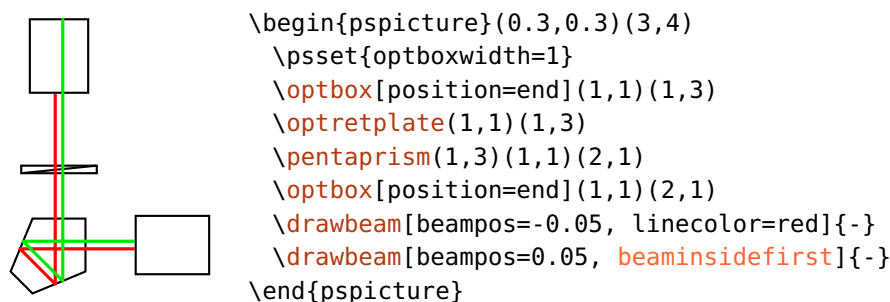 \begin{pspicture}(0.3,0.3)(3,4)
  \psset{optboxwidth=1}
  \optbox[position=end](1,1)(1,3)
  \optretplate(1,1)(1,3)
  \pentaprism(1,3)(1,1)(2,1)
  \optbox[position=end](1,1)(2,1)
  \drawbeam[beampos=-0.05, linecolor=red]{-}
  \drawbeam[beampos=0.05, beaminsidefirst]{-}
\end{pspicture}